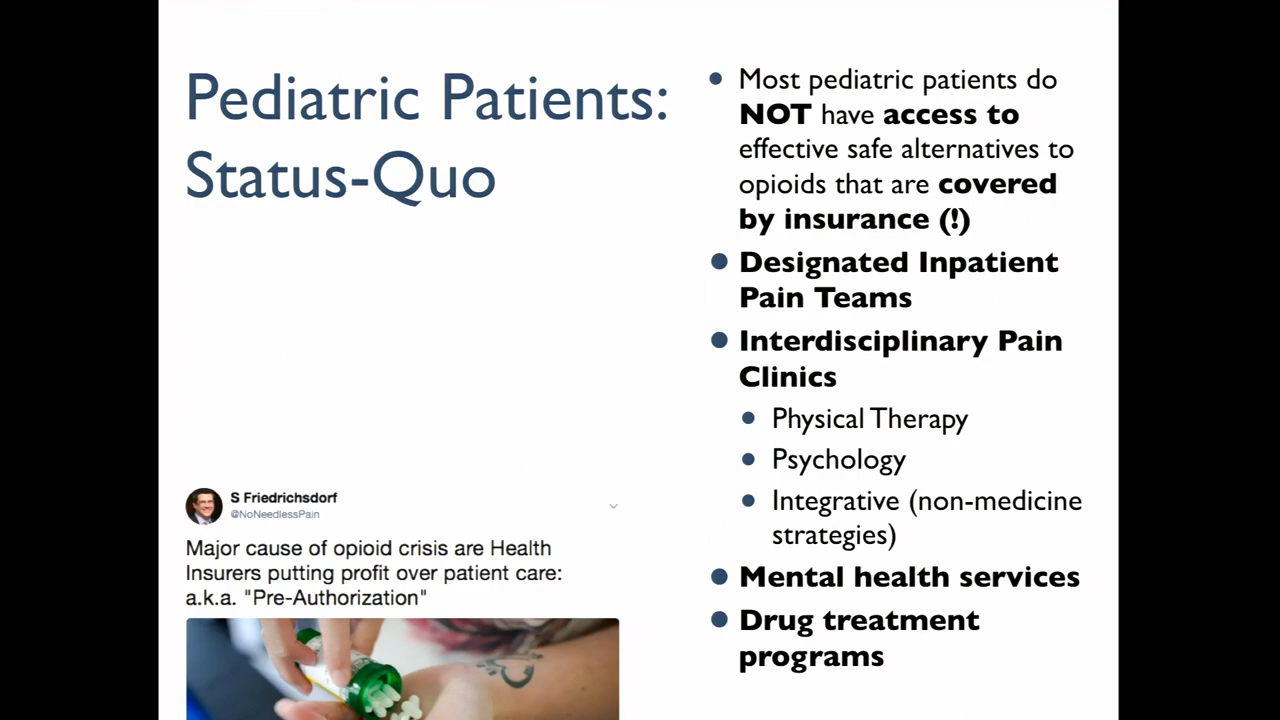 Pediatric Patients:
Status-Quo
Most pediatric patients do
NOT have access to
effective safe alternatives to
opioids that are covered
by insurance (!)
Designated Inpatient
Pain Teams
Interdisciplinary Pain
Clinics
Physical Therapy
Psychology
Integrative (non-medicine
strategies)
Mental health services
Drug treatment
programs
S Friedrichsdorf
@NoNeedlessPain
Major cause of opioid crisis are Health
Insurers putting profit over patient care:
a.k.a. "Pre-Authorization"